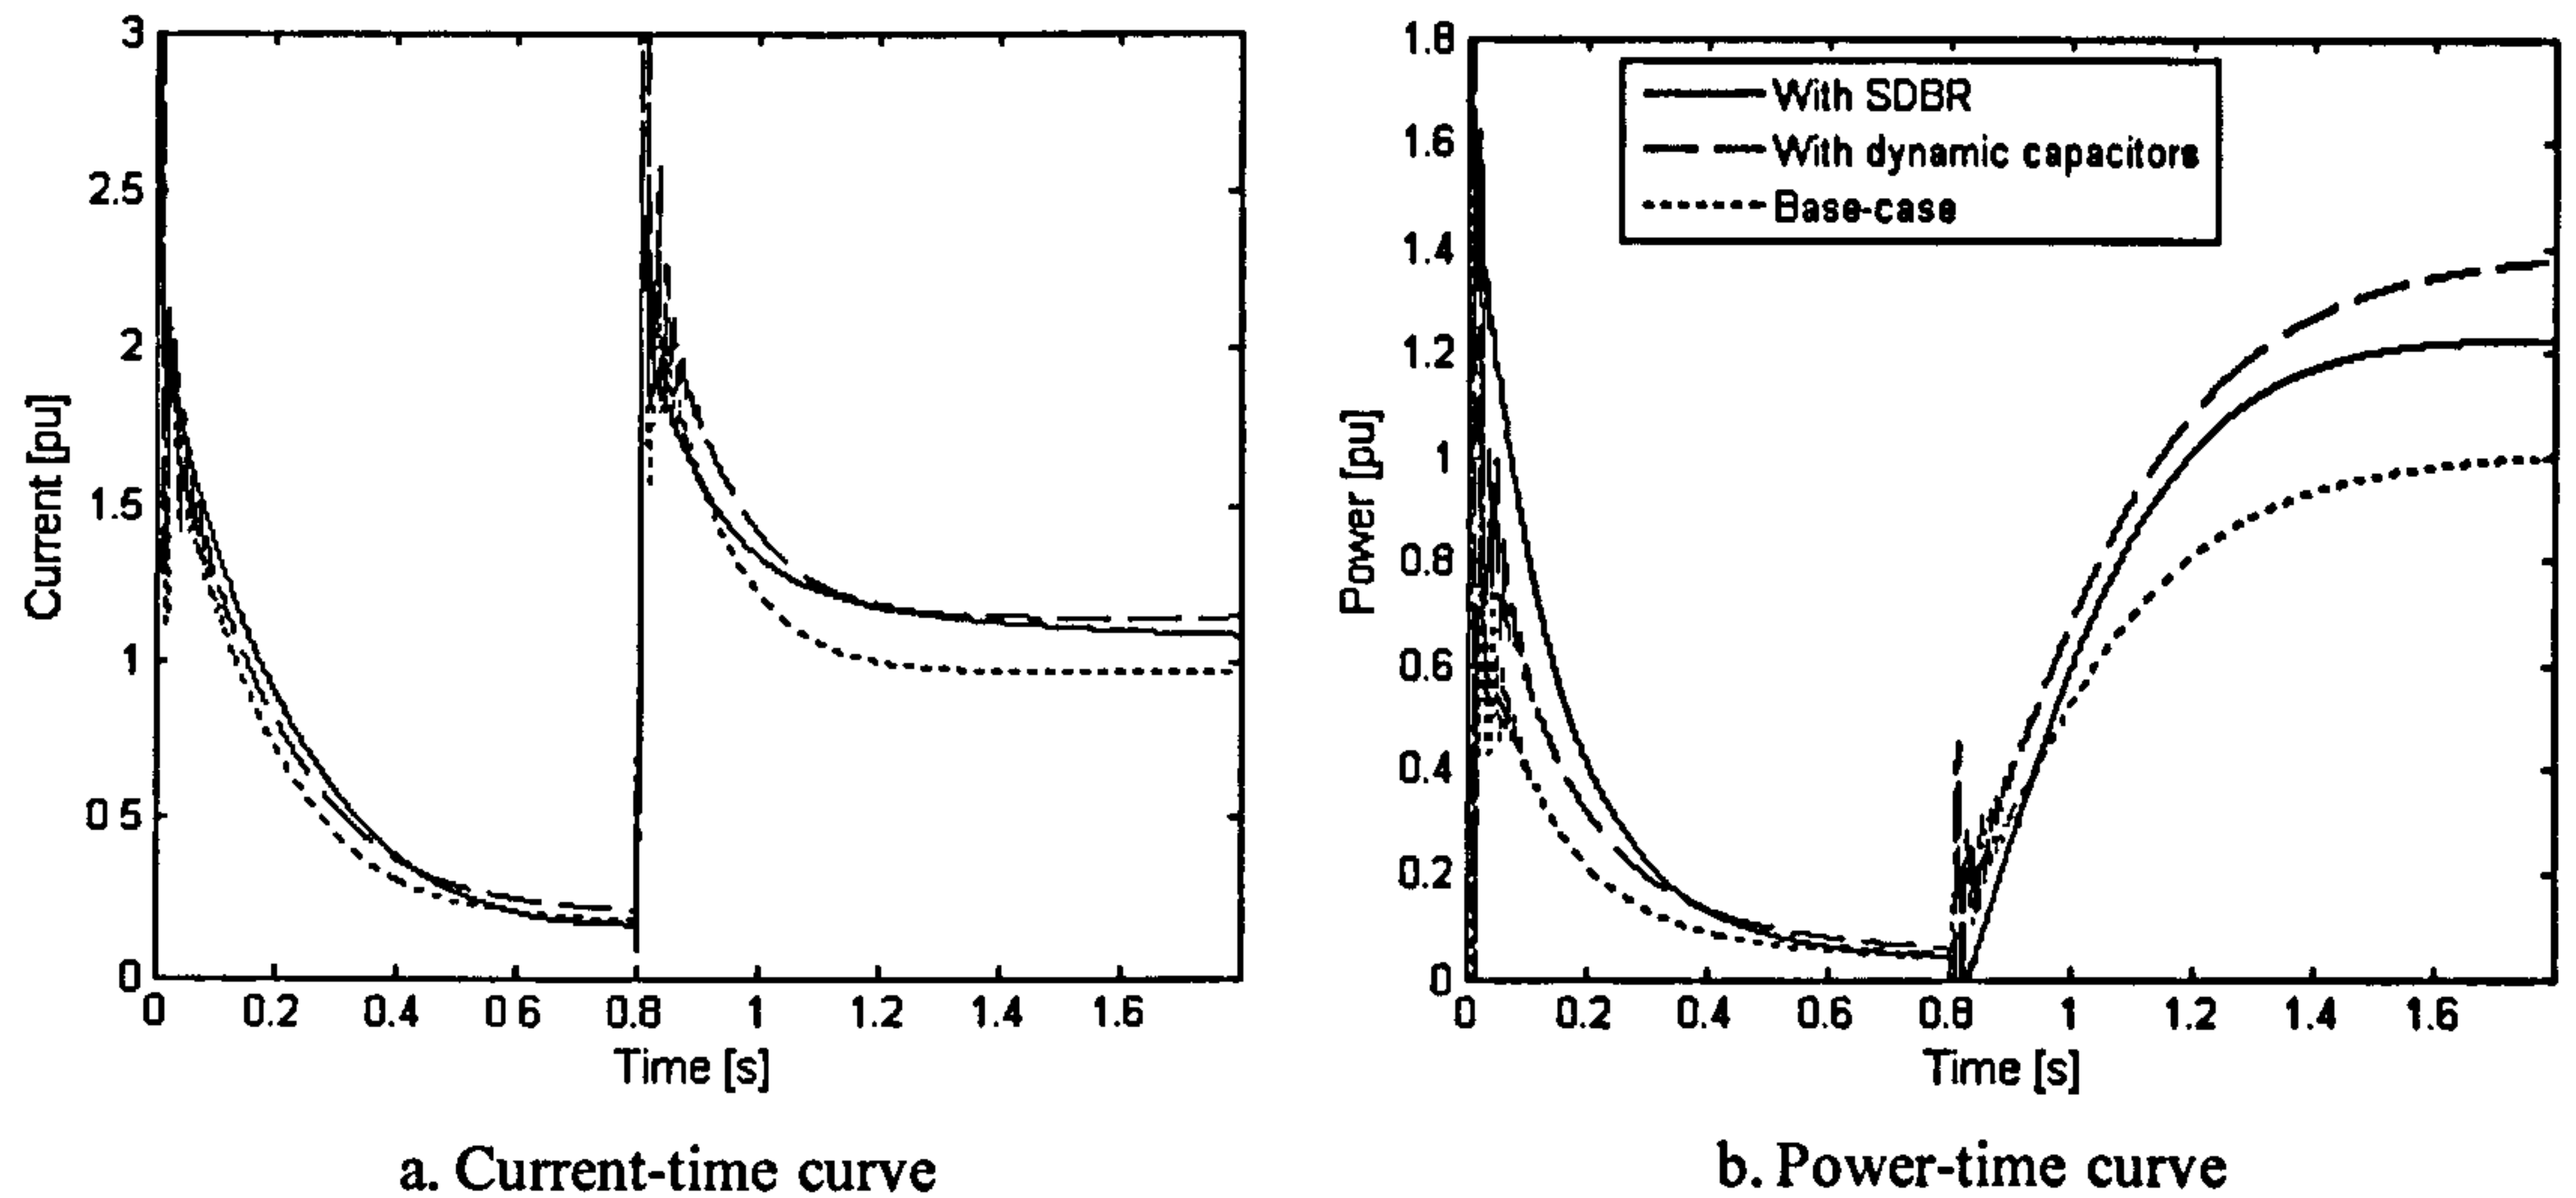 3
2.5
2
1.5
1
0 5
0
Current [pu]
0 0.2 0.4 0 6 0.8 1 1.2 1.4 1.6
Time [s]
a. Current-time curve
1.8
1.6
1.4
1.2
1
0.8
0.6
0.4
0.2
0
Power [pu]
With SDBR
With dynamic capacitors
Base-case
0 0.2 0.4 0.6 0.8 1 1.2 1.4 1.6
Time [s]
b. Power-time curve